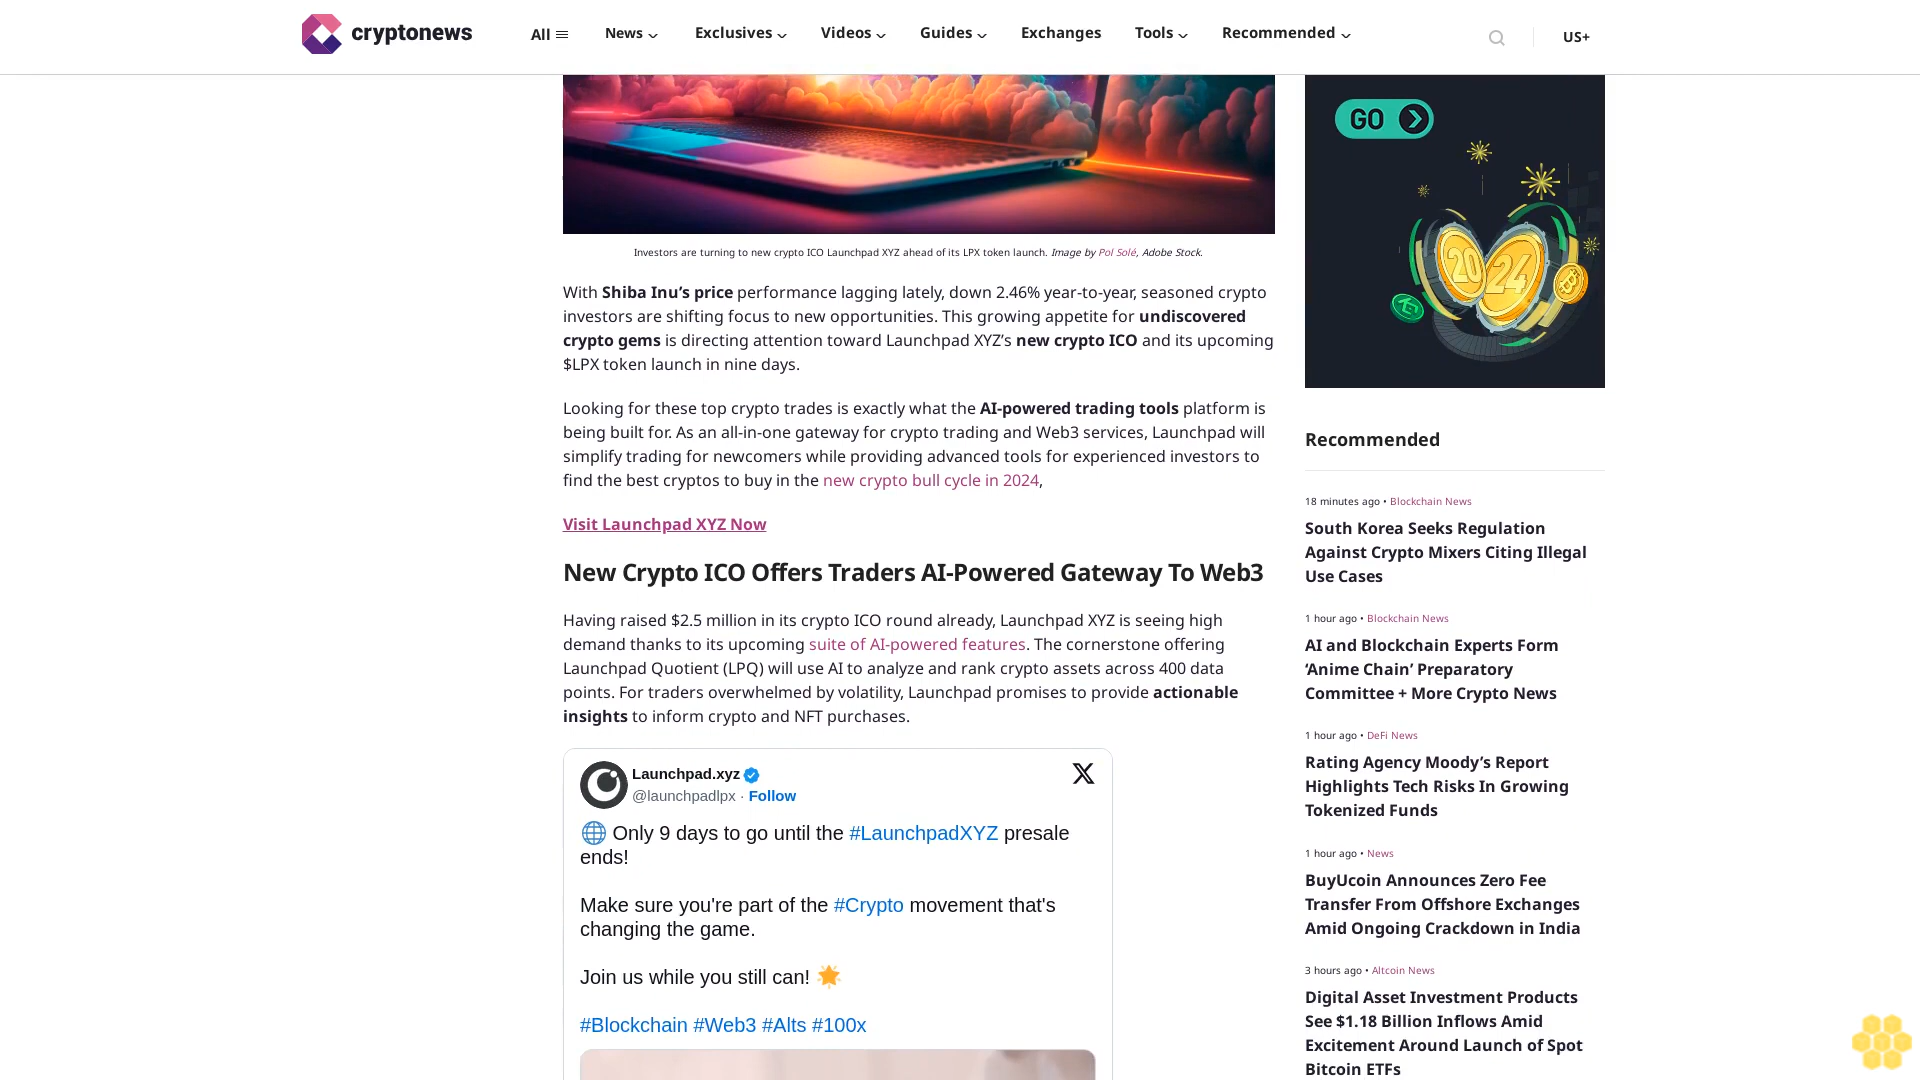 cryptonews
All
News
Exclusives
Videos
Guides
Exchanges
Tools
Recommended
US+
GO
20
24
Investors are turning to new crypto ICO Launchpad XYZ ahead of its LPX token launch. Image by Pol Solé, Adobe Stock.
With Shiba Inu’s price performance lagging lately, down 2.46% year-to-year, seasoned crypto
investors are shifting focus to new opportunities. This growing appetite for undiscovered
crypto gems is directing attention toward Launchpad XYZ’s new crypto ICO and its upcoming
$LPX token launch in nine days.
Looking for these top crypto trades is exactly what the AI-powered trading tools platform is
being built for. As an all-in-one gateway for crypto trading and Web3 services, Launchpad will
simplify trading for newcomers while providing advanced tools for experienced investors to
find the best cryptos to buy in the new crypto bull cycle in 2024,
Visit Launchpad XYZ Now
New Crypto ICO Offers Traders AI-Powered Gateway To Web3
Having raised $2.5 million in its crypto ICO round already, Launchpad XYZ is seeing high
demand thanks to its upcoming suite of AI-powered features. The cornerstone offering
Launchpad Quotient (LPQ) will use AI to analyze and rank crypto assets across 400 data
points. For traders overwhelmed by volatility, Launchpad promises to provide actionable
insights to inform crypto and NFT purchases.
Launchpad.xyz
@launchpadlpx · Follow
Only 9 days to go until the #LaunchpadXYZ presale
ends!
Make sure you're part of the #Crypto movement that's
changing the game.
Join us while you still can!
#Blockchain #Web3 #Alts #100x
Recommended
18 minutes ago • Blockchain News
South Korea Seeks Regulation
Against Crypto Mixers Citing Illegal
Use Cases
1 hour ago • Blockchain News
AI and Blockchain Experts Form
‘Anime Chain’ Preparatory
Committee + More Crypto News
1 hour ago • DeFi News
Rating Agency Moody’s Report
Highlights Tech Risks In Growing
Tokenized Funds
1 hour ago • News
BuyUcoin Announces Zero Fee
Transfer From Offshore Exchanges
Amid Ongoing Crackdown in India
3 hours ago • Altcoin News
Digital Asset Investment Products
See $1.18 Billion Inflows Amid
Excitement Around Launch of Spot
Bitcoin ETFs